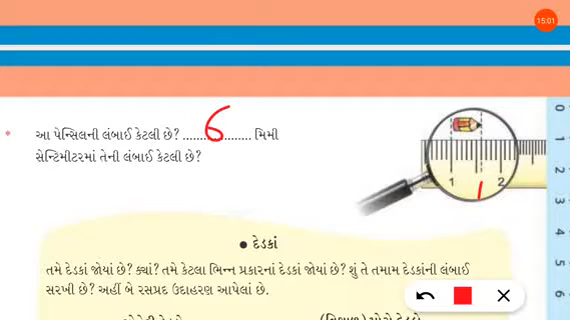 15:01
આ પેન્સિલની લંબાઈ કેટલી છે? ........6........ મિમી
સેન્ટિમીટરમાં તેની લંબાઈ કેટલી છે?
1 2
0
1
2
3
4
5
6
• દેડકાં
તમે દેડકાં જોયાં છે? ક્યાં? તમે કેટલા ભિન્ન પ્રકારનાં દેડકાં જોયાં છે? શું તે તમામ દેડકાંની લંબાઈ
સરખી છે? અહીં બે રસપ્રદ ઉદાહરણ આપેલાં છે.